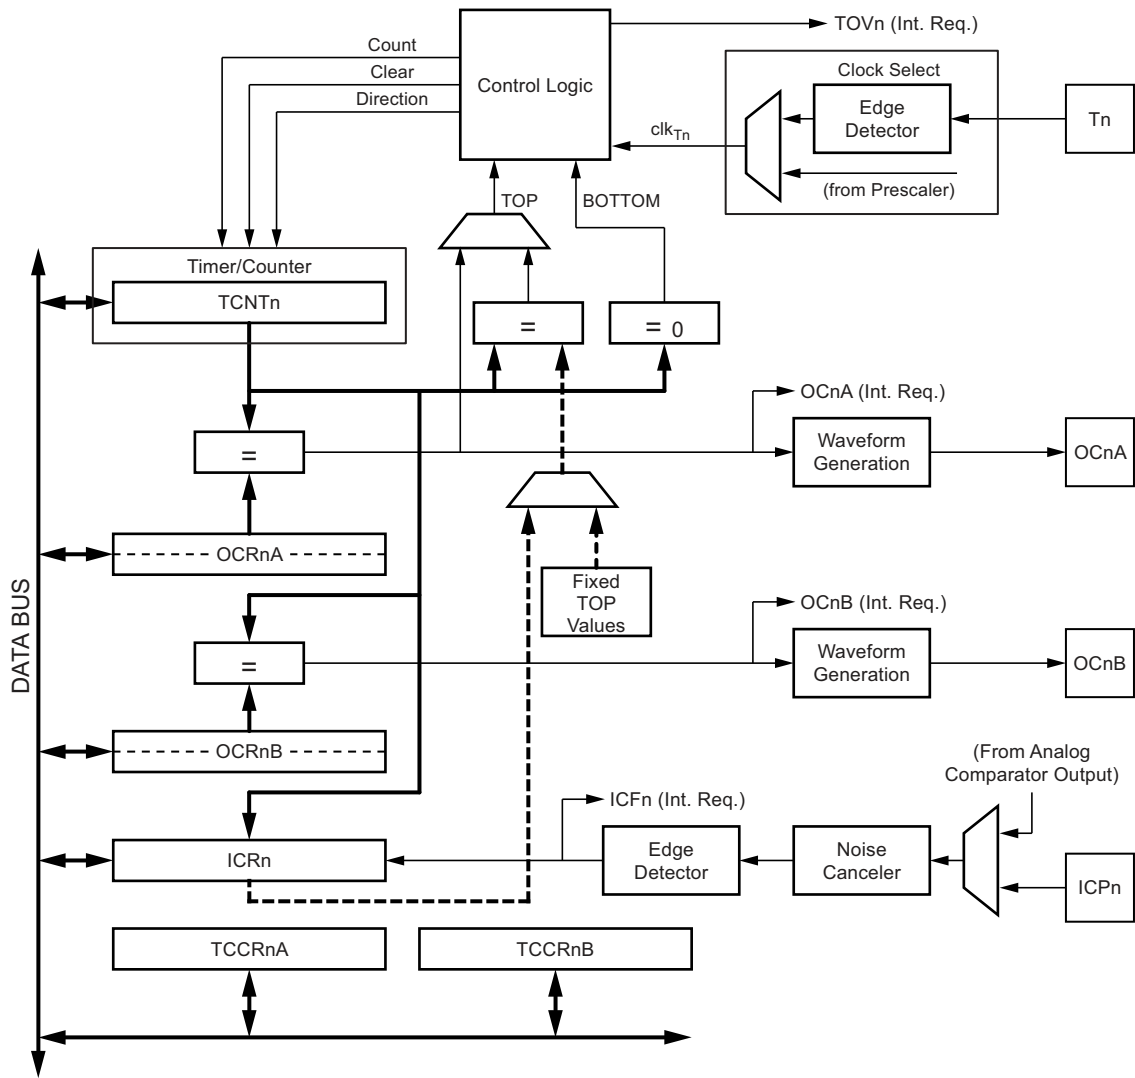 TOVn (Int. Req.)
Count
Clear
Direction
Control Logic
Clock Select
Edge
Detector
Tn
clkTn
(from Prescaler)
TOP
BOTTOM
Timer/Counter
TCNTn
=
= 0
OCnA (Int. Req.)
=
Waveform
Generation
OCnA
OCRnA
Fixed
TOP
Values
DATA BUS
OCnB (Int. Req.)
=
Waveform
Generation
OCnB
OCRnB
(From Analog
Comparator Output)
ICFn (Int. Req.)
ICRn
Edge
Detector
Noise
Canceler
ICPn
TCCRnA
TCCRnB